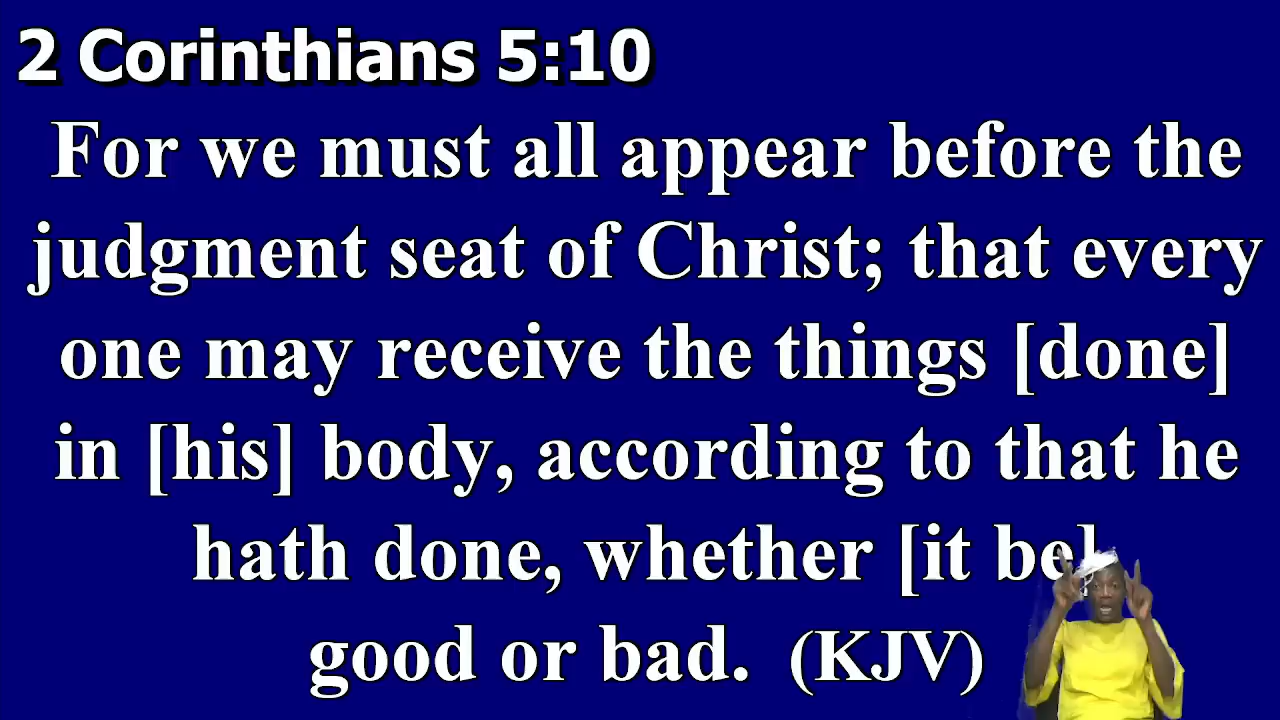 2 Corinthians 5:10
For we must all appear before the
judgment seat of Christ; that every
one may receive the things [done]
in [his] body, according to that he
hath done, whether [it be]
good or bad. (KJV)